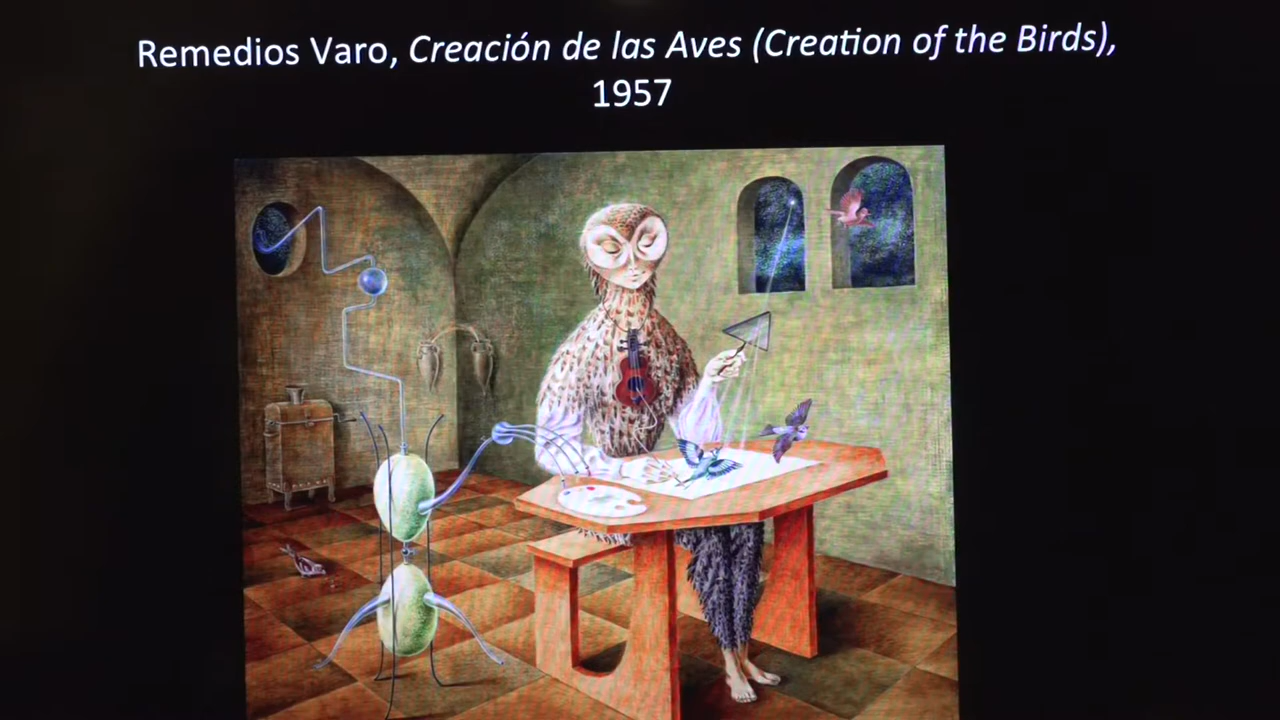 Remedios Varo, Creación de las Aves (Creation of the Birds),
1957